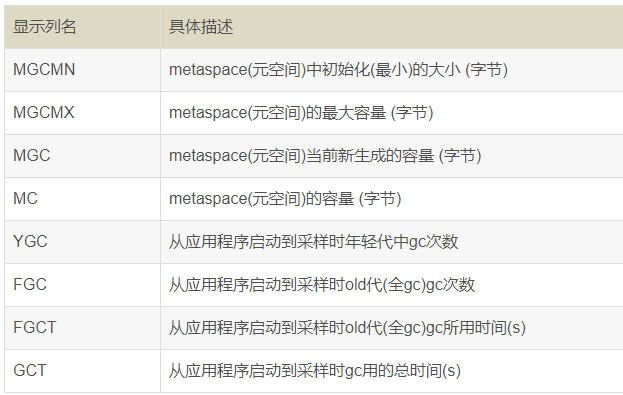 显示列名 具体描述
MGCMN metaspace(元空间)中初始化(最小)的大小 (字节)
MGCMX metaspace(元空间)的最大容量 (字节)
MGC metaspace(元空间)当前新生成的容量 (字节)
MC metaspace(元空间)的容量 (字节)
YGC 从应用程序启动到采样时年轻代中gc次数
FGC 从应用程序启动到采样时old代(全gc)gc次数
FGCT 从应用程序启动到采样时old代(全gc)gc所用时间(s)
GCT 从应用程序启动到采样时gc用的总时间(s)